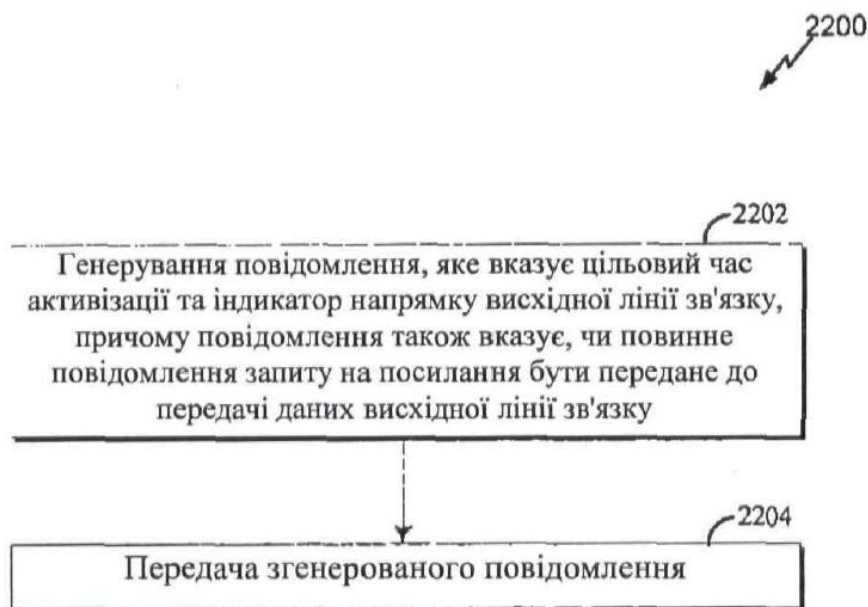 2200
2202
Генерування повідомлення, яке вказує цільовий час
активізації та індикатор напрямку висхідної лінії зв'язку,
причому повідомлення також вказує, чи повинне
повідомлення запиту на посилання бути передане до
передачі даних висхідної лінії зв'язку
2204
Передача згенерованого повідомлення